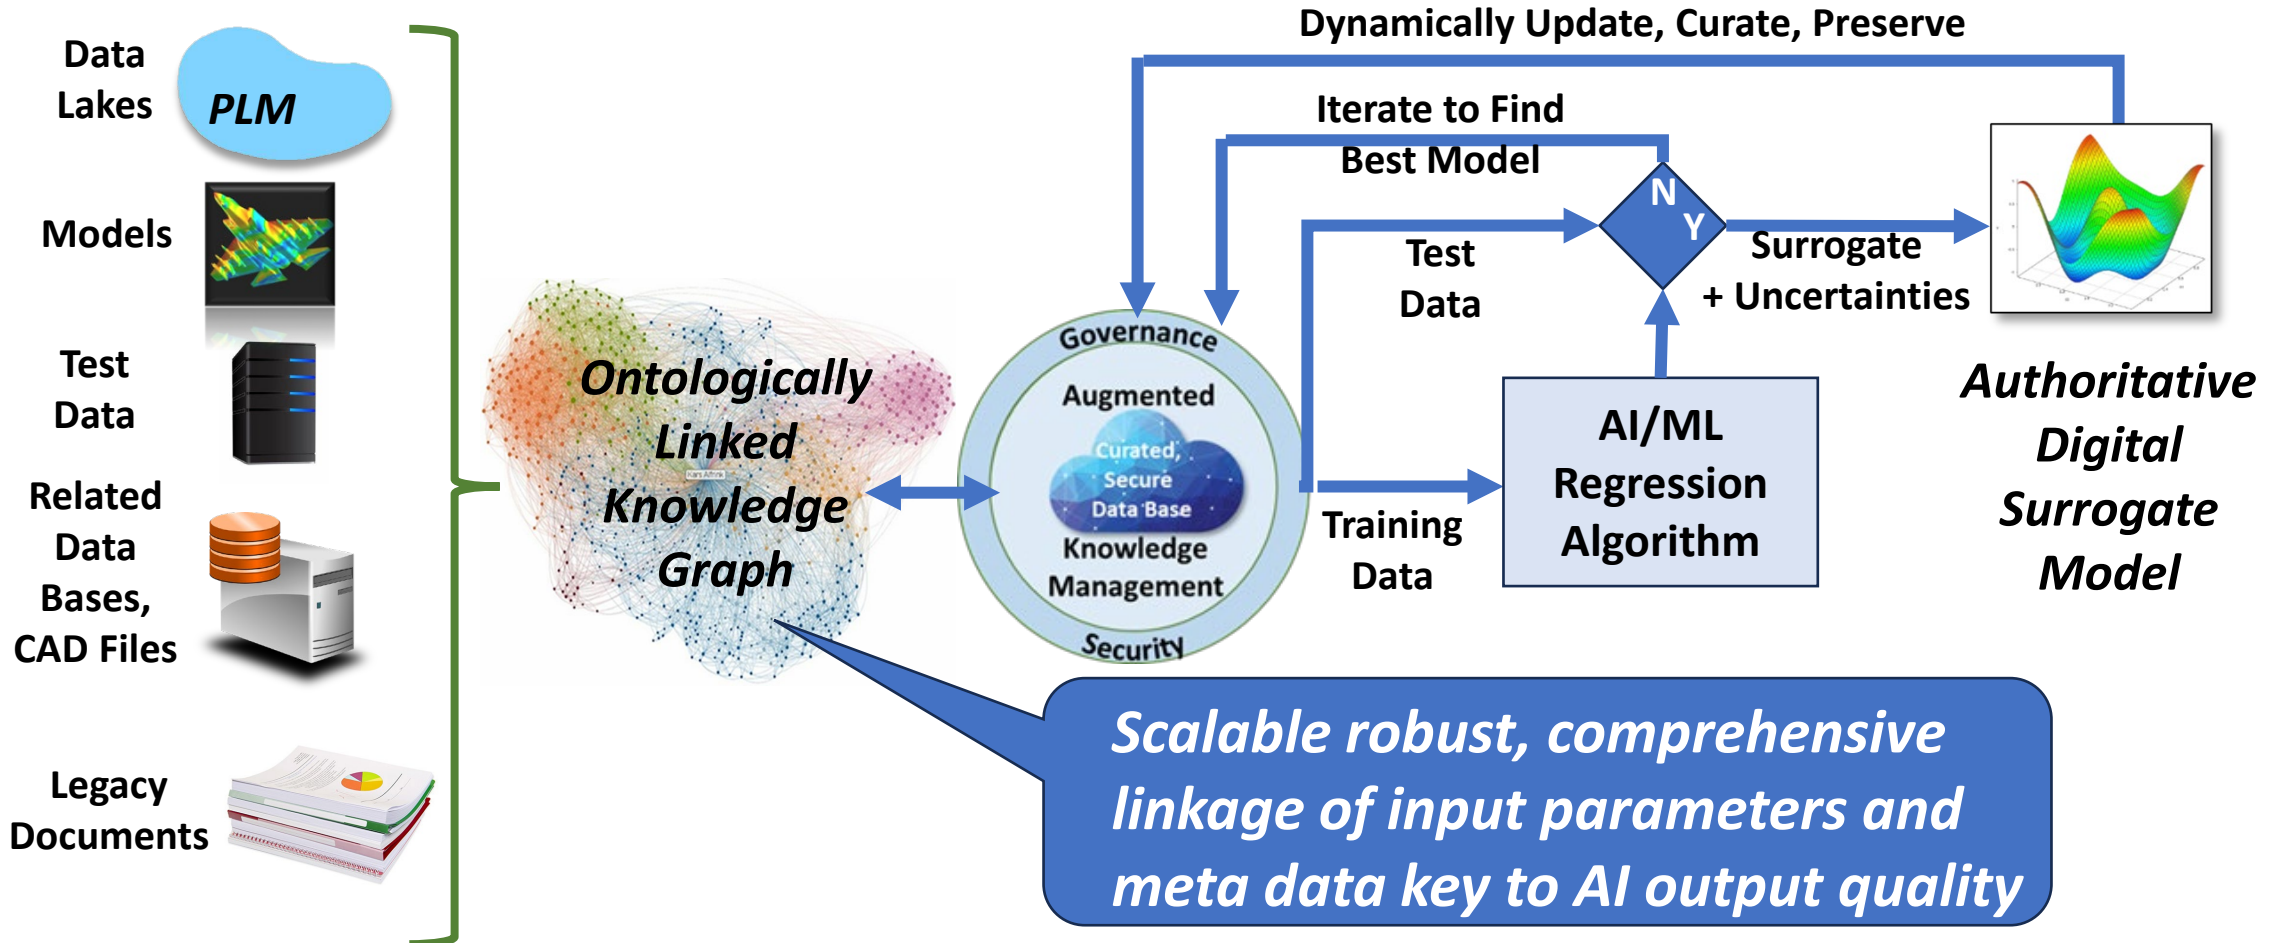 Dynamically Update, Curate, Preserve
Data
Lakes
PLM
Iterate to Find
Best Model
N
Y
Models
Test
Data
Surrogate
+ Uncertainties
Test
Data
Governance
Augmented
Curated,
Secure
Data Base
Knowledge
Management
Security
Ontologically
Linked
Knowledge
Graph
AI/ML
Regression
Algorithm
Training
Data
Authoritative
Digital
Surrogate
Model
Related
Data
Bases,
CAD Files
Legacy
Documents
Scalable robust, comprehensive
linkage of input parameters and
meta data key to AI output quality